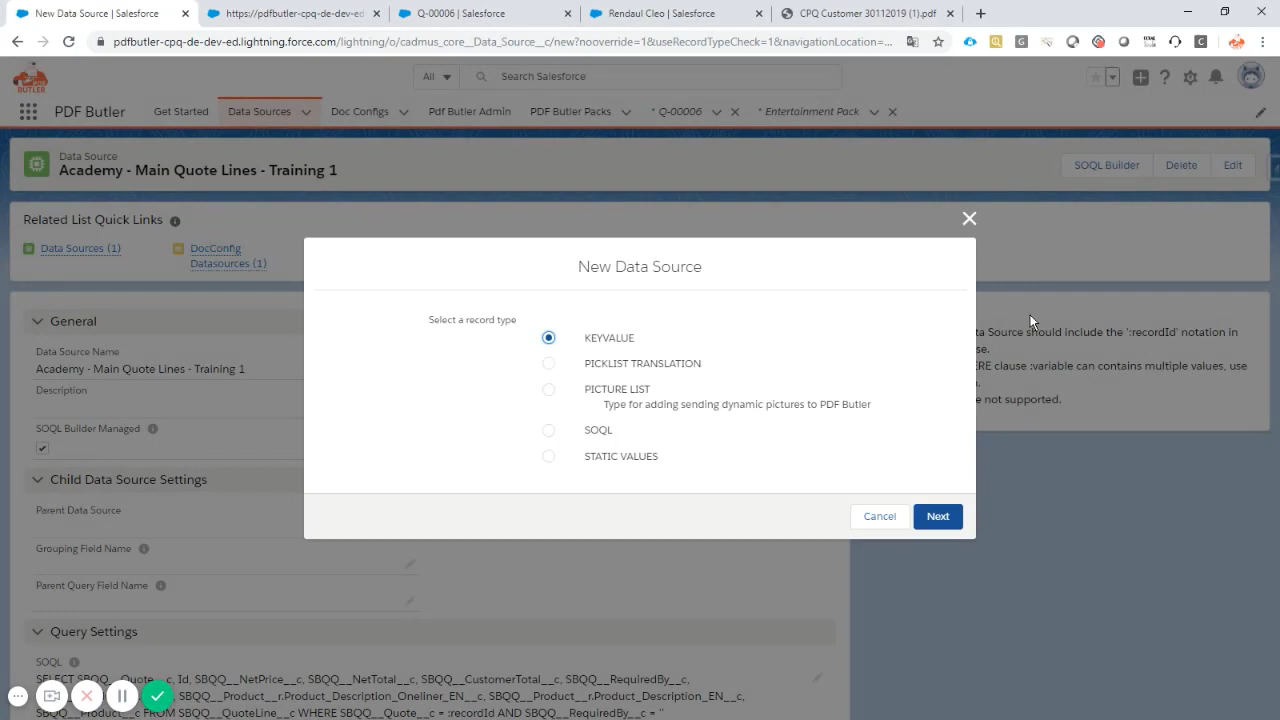 New Data Source | Salesforce
https://pdfbutler-cpq-de-dev-ed
Q-00006 | Salesforce
Rendaul Cleo | Salesforce
CPQ Customer 30112019 (1).pdf
pdfbutler-cpq-de-dev-ed.lightning.force.com/lightning/o/cadmus_core__Data_Source__c/new?nooverride=1&useRecordTypeCheck=1&navigationLocation=...
BUTLER
All
Search Salesforce
PDF Butler
Get Started
Data Sources
Doc Configs
Pdf Butler Admin
PDF Butler Packs
* Q-00006
* Entertainment Pack
Data Source
Academy - Main Quote Lines - Training 1
SOQL Builder
Delete
Edit
Related List Quick Links
Data Sources (1)
DocConfig
Datasources (1)
New Data Source
Select a record type
KEYVALUE
PICKLIST TRANSLATION
PICTURE LIST
Type for adding sending dynamic pictures to PDF Butler
SOQL
STATIC VALUES
Cancel
Next
General
Data Source Name
Academy - Main Quote Lines - Training 1
Description
SOQL Builder Managed
Child Data Source Settings
Parent Data Source
Grouping Field Name
Parent Query Field Name
Query Settings
SOQL
SELECT SBQQ__Quote__c, Id, SBQQ__NetPrice__c, SBQQ__NetTotal__c, SBQQ__CustomerTotal__c, SBQQ__RequiredBy__c,
SBQQ__Product__r.Product_Description_Oneliner_EN__c, SBQQ__Product__r.Product_Description_EN__c,
SBQQ__Product__c FROM SBQQ__QuoteLine__c WHERE SBQQ__Quote__c = :recordId AND SBQQ__RequiredBy__c = ''
ta Source should include the ':recordId' notation in
se.
ERE clause :variable can contains multiple values, use
e not supported.